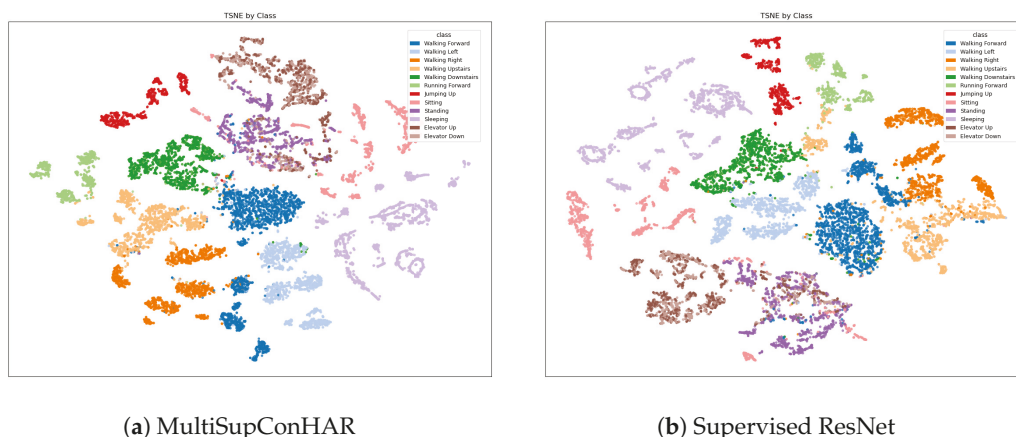 TSNE by Class
class
Walking Forward
Walking Left
Walking Right
Walking Upstairs
Walking Downstairs
Running Forward
Jumping Up
Sitting
Standing
Sleeping
Elevator Up
Elevator Down
(a) MultiSupConHAR
TSNE by Class
class
Walking Forward
Walking Left
Walking Right
Walking Upstairs
Walking Downstairs
Running Forward
Jumping Up
Sitting
Standing
Sleeping
Elevator Up
Elevator Down
(b) Supervised ResNet